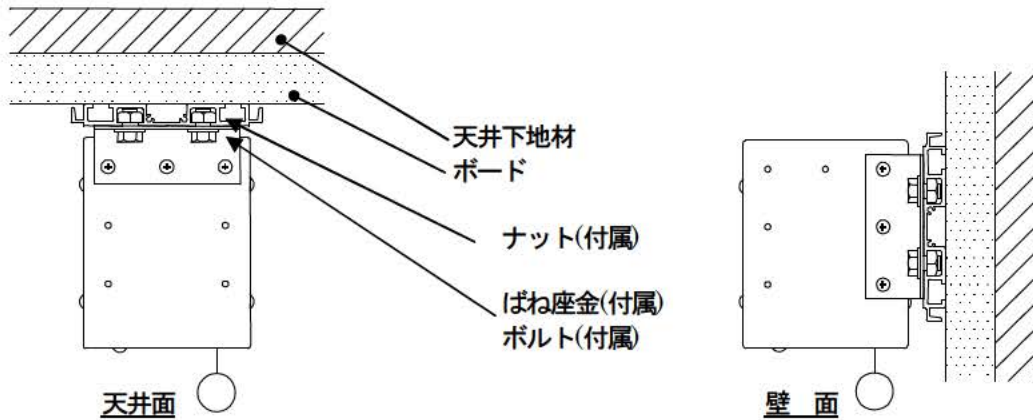 天井下地材
ボード
ナット(付属)
ばね座金(付属)
ボルト(付属)
天井面
壁 面